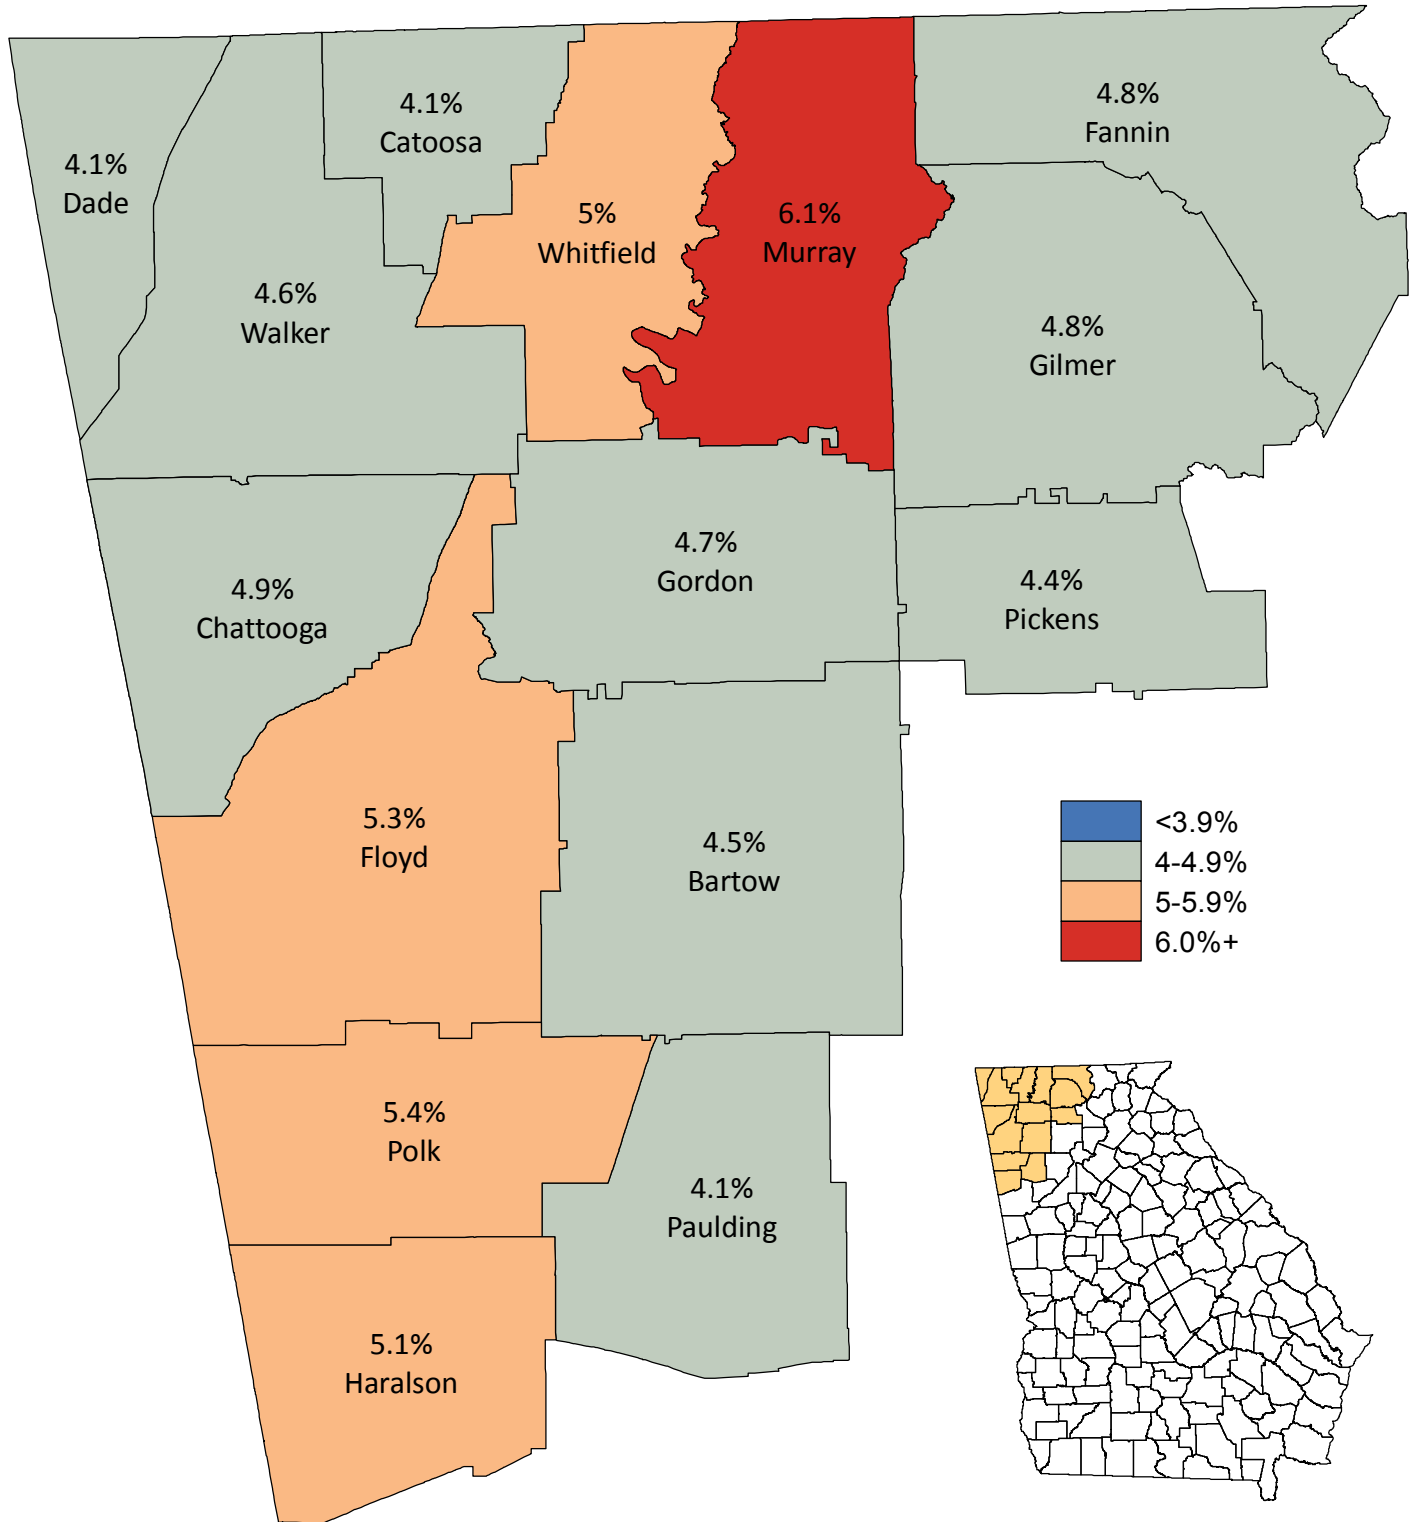 4.8%
Fannin
4.1%
Catoosa
4.1%
Dade
5%
Whitfield
6.1%
Murray
4.6%
Walker
4.8%
Gilmer
4.7%
Gordon
4.9%
Chattooga
4.4%
Pickens
5.3%
Floyd
4.5%
Bartow
<3.9%
4-4.9%
5-5.9%
6.0%+
5.4%
Polk
4.1%
Paulding
5.1%
Haralson